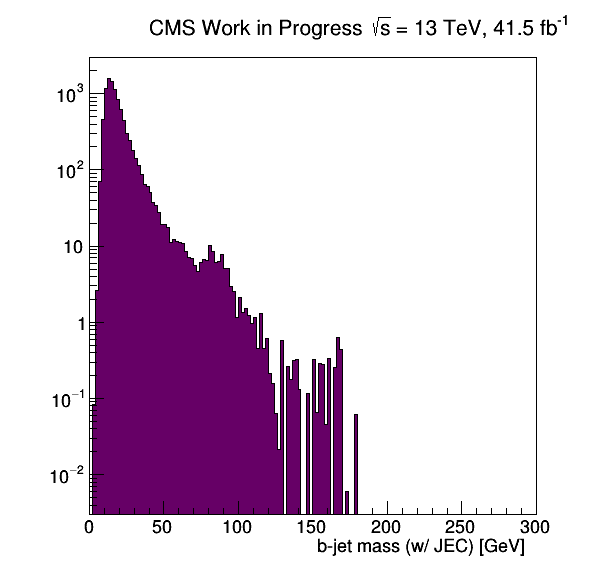 CMS Work in Progress √s = 13 TeV, 41.5 fb⁻¹
10³
10²
10
1
10⁻¹
10⁻²
0 50 100 150 200 250 300
b-jet mass (w/ JEC) [GeV]